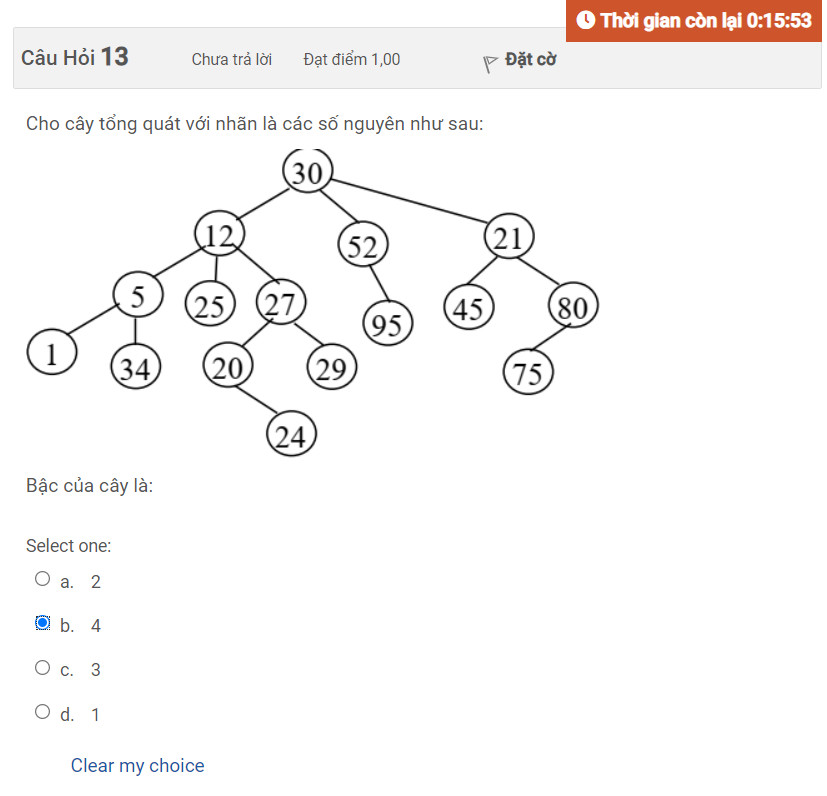 Thời gian còn lại 0:15:53
Câu Hỏi 13 Chưa trả lời Đạt điểm 1,00 Đặt cờ
Cho cây tổng quát với nhãn là các số nguyên như sau:
30
12 52 21
5 25 27 95 45 80
1 34 20 29 75
24
Bậc của cây là:
Select one:
a. 2
b. 4
c. 3
d. 1
Clear my choice